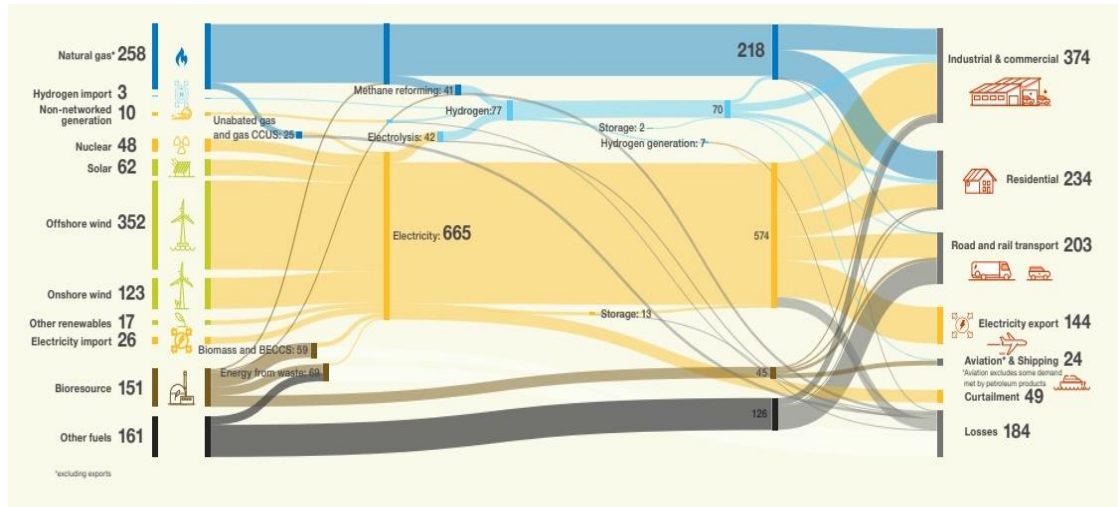 Natural gas* 258
Hydrogen import 3
Non-networked generation 10
Nuclear 48
Solar 62
Offshore wind 352
Onshore wind 123
Other renewables 17
Electricity import 26
Bioresource 151
Other fuels 161
*excluding exports
Unabated gas
and gas CCUS: 25
Methane reforming: 41
Hydrogen:77
Electrolysis: 42
Electricity: 665
Biomass and BECCS: 59
Energy from waste: 69
Storage: 2
Hydrogen generation: 7
Storage: 13
218
70
574
45
126
Industrial & commercial 374
Residential 234
Road and rail transport 203
Electricity export 144
Aviation* & Shipping 24
*Aviation excludes some demand
met by petroleum products
Curtailment 49
Losses 184